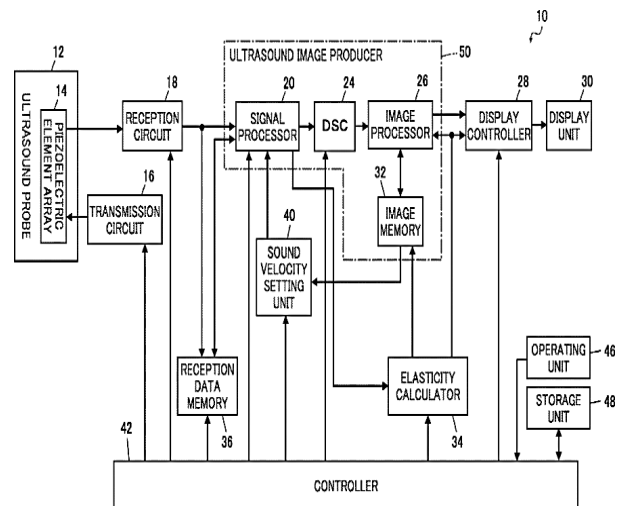 10
12
14
ULTRASOUND PROBE
PIEZOELECTRIC
ELEMENT ARRAY
18
RECEPTION
CIRCUIT
16
TRANSMISSION
CIRCUIT
50
ULTRASOUND IMAGE PRODUCER
20
SIGNAL
PROCESSOR
24
DSC
26
IMAGE
PROCESSOR
28
DISPLAY
CONTROLLER
30
DISPLAY
UNIT
32
IMAGE
MEMORY
40
SOUND
VELOCITY
SETTING
UNIT
RECEPTION
DATA
MEMORY
36
ELASTICITY
CALCULATOR
34
OPERATING
UNIT
46
STORAGE
UNIT
48
42
CONTROLLER